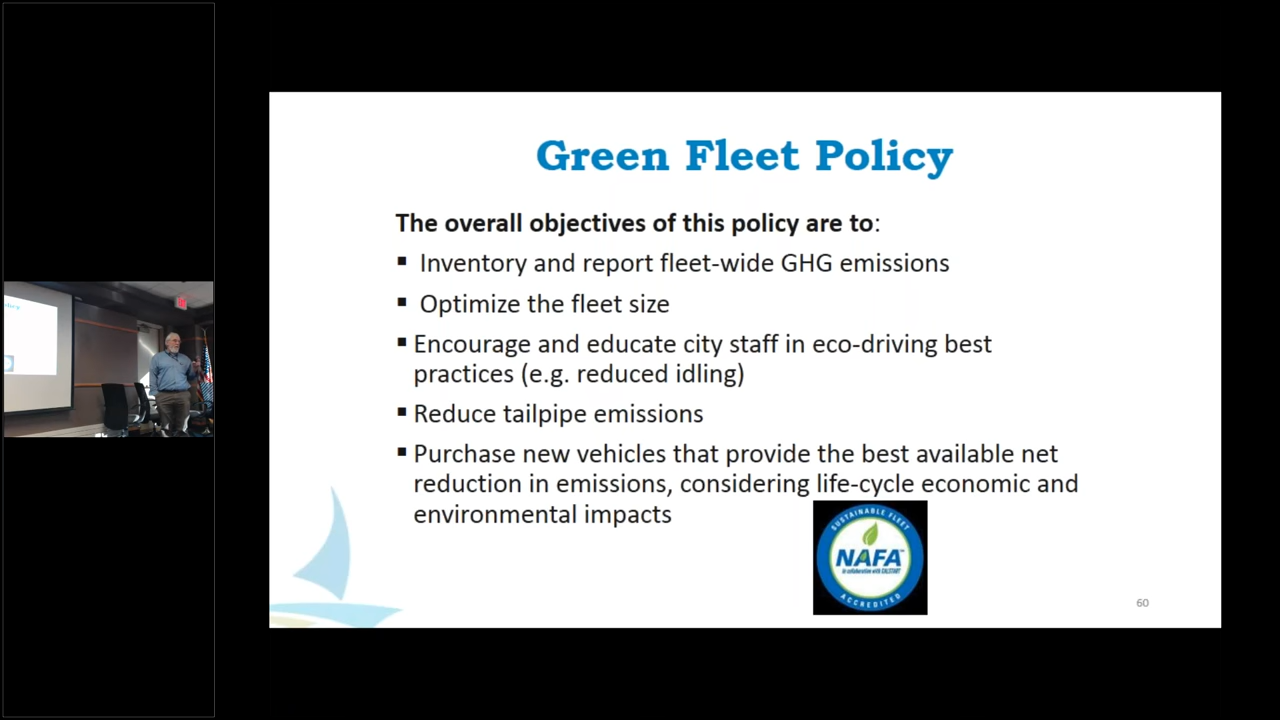 Green Fleet Policy
The overall objectives of this policy are to:
▪ Inventory and report fleet-wide GHG emissions
▪ Optimize the fleet size
▪ Encourage and educate city staff in eco-driving best
practices (e.g. reduced idling)
▪ Reduce tailpipe emissions
▪ Purchase new vehicles that provide the best available net
reduction in emissions, considering life-cycle economic and
environmental impacts
SUSTAINABLE FLEET
NAFA™
in collaboration with CALSTART
ACCREDITED
60